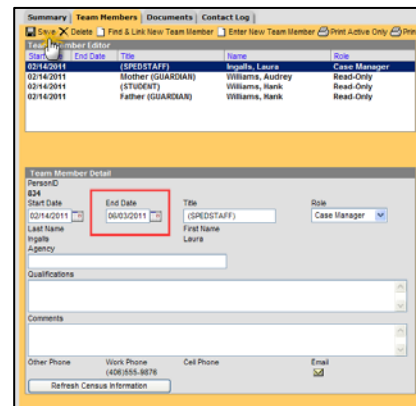 Summary Team Members Documents Contact Log
Save Delete Find & Link New Team Member Enter New Team Member Print Active Only Prin
Team Member Editor
Start End Date Title Name Role
02/14/2011 (SPEDSTAFF) Ingalls, Laura Case Manager
02/14/2011 Mother (GUARDIAN) Williams, Audrey Read-Only
02/14/2011 (STUDENT) Williams, Hank Read-Only
02/14/2011 Father (GUARDIAN) Williams, Hank Read-Only
Team Member Detail
PersonID
834
Start Date End Date Title Role
02/14/2011 06/03/2011 (SPEDSTAFF) Case Manager
Last Name First Name
Ingalls Laura
Agency
Qualifications
Comments
Other Phone Work Phone Cell Phone Email
(406)555-9876
Refresh Census Information